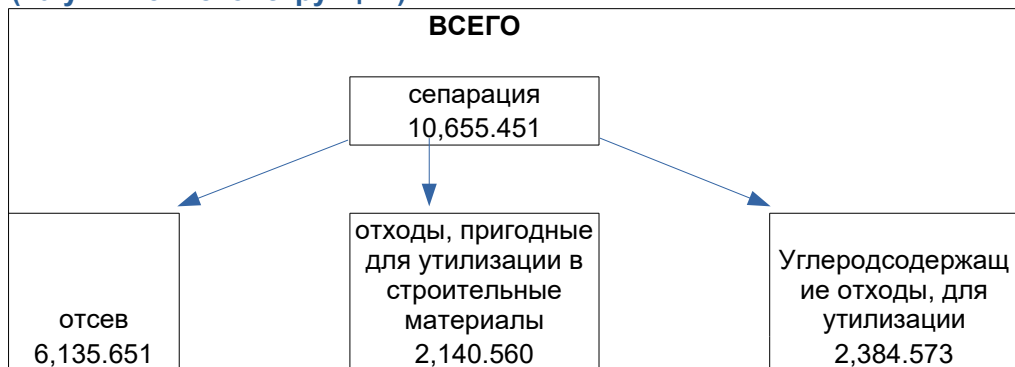 ВСЕГО
сепарация
10,655.451
отсев
6,135.651
отходы, пригодные
для утилизации в
строительные
материалы
2,140.560
Углеродсодержащ
ие отходы, для
утилизации
2,384.573